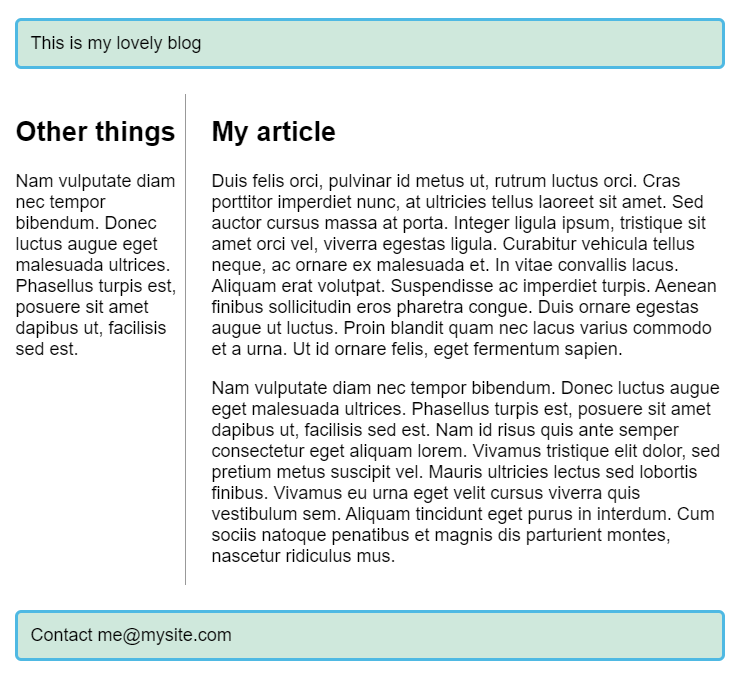 This is my lovely blog
Other things
Nam vulputate diam
nec tempor
bibendum. Donec
luctus augue eget
malesuada ultrices.
Phasellus turpis est,
posuere sit amet
dapibus ut, facilisis
sed est.
My article
Duis felis orci, pulvinar id metus ut, rutrum luctus orci. Cras
porttitor imperdiet nunc, at ultricies tellus laoreet sit amet. Sed
auctor cursus massa at porta. Integer ligula ipsum, tristique sit
amet orci vel, viverra egestas ligula. Curabitur vehicula tellus
neque, ac ornare ex malesuada et. In vitae convallis lacus.
Aliquam erat volutpat. Suspendisse ac imperdiet turpis. Aenean
finibus sollicitudin eros pharetra congue. Duis ornare egestas
augue ut luctus. Proin blandit quam nec lacus varius commodo
et a urna. Ut id ornare felis, eget fermentum sapien.
Nam vulputate diam nec tempor bibendum. Donec luctus augue
eget malesuada ultrices. Phasellus turpis est, posuere sit amet
dapibus ut, facilisis sed est. Nam id risus quis ante semper
consectetur eget aliquam lorem. Vivamus tristique elit dolor, sed
pretium metus suscipit vel. Mauris ultricies lectus sed lobortis
finibus. Vivamus eu urna eget velit cursus viverra quis
vestibulum sem. Aliquam tincidunt eget purus in interdum. Cum
sociis natoque penatibus et magnis dis parturient montes,
nascetur ridiculus mus.
Contact me@mysite.com